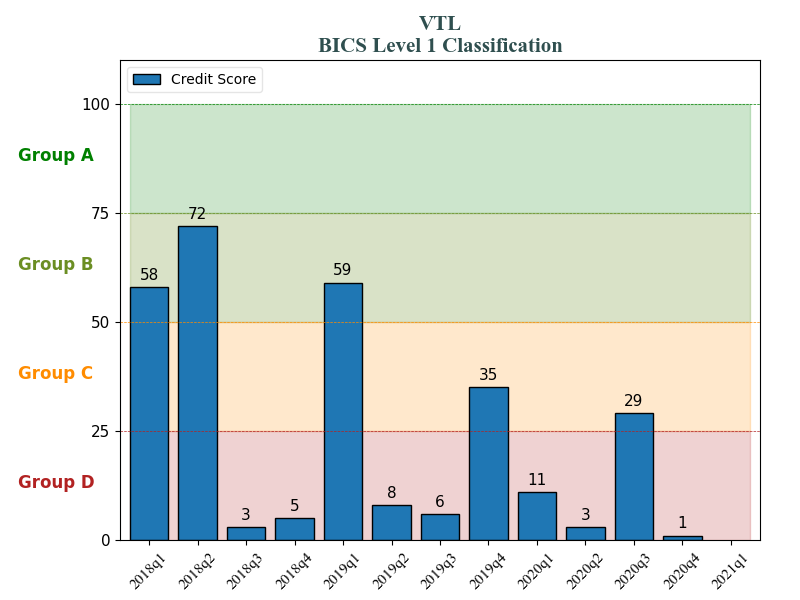 VTL
BICS Level 1 Classification
Credit Score
100
75
50
25
0
Group A
Group B
Group C
Group D
58
72
3
5
59
8
6
35
11
3
29
1
2018q1
2018q2
2018q3
2018q4
2019q1
2019q2
2019q3
2019q4
2020q1
2020q2
2020q3
2020q4
2021q1